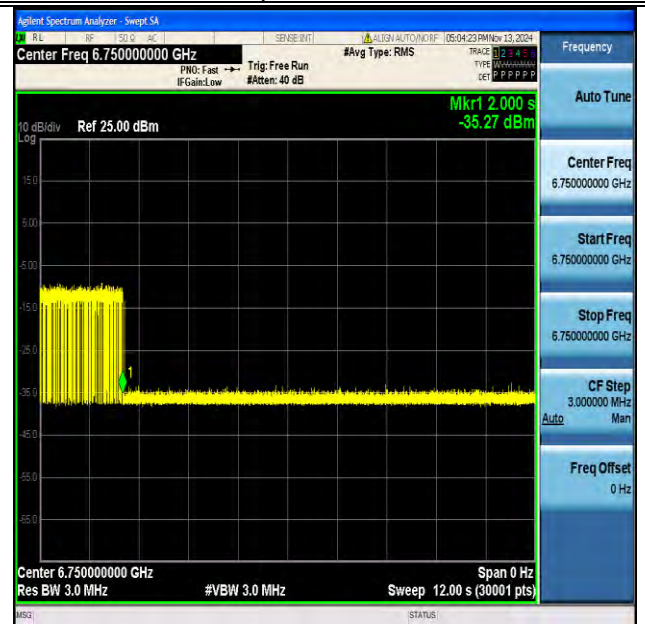 Agilent Spectrum Analyzer - Swept SA
RL RF 50 Ω AC SENSE:INT ALIGN AUTO/NO RF 05:04:23 PM Nov 13, 2024
Center Freq 6.750000000 GHz #Avg Type: RMS TRACE 1 2 3 4 5 6
PNO: Fast Trig: Free Run TYPE
IFGain:Low #Atten: 40 dB DET P P P P P P
Mkr1 2.000 s
10 dB/div Ref 25.00 dBm -35.27 dBm
Log
15.0
5.00
-5.00
-15.0
-25.0
1
-35.0
-45.0
-55.0
-65.0
Center 6.750000000 GHz Span 0 Hz
Res BW 3.0 MHz #VBW 3.0 MHz Sweep 12.00 s (30001 pts)
MSG STATUS
Frequency
Auto Tune
Center Freq
6.750000000 GHz
Start Freq
6.750000000 GHz
Stop Freq
6.750000000 GHz
CF Step
3.000000 MHz
Auto Man
Freq Offset
0 Hz